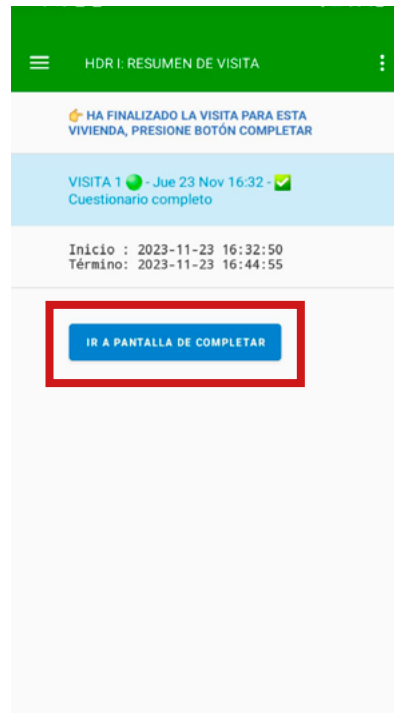 HDR I: RESUMEN DE VISITA
👉 HA FINALIZADO LA VISITA PARA ESTA
VIVIENDA, PRESIONE BOTÓN COMPLETAR
VISITA 1 🟢 - Jue 23 Nov 16:32 - ✅
Cuestionario completo
Inicio : 2023-11-23 16:32:50
Término: 2023-11-23 16:44:55
IR A PANTALLA DE COMPLETAR